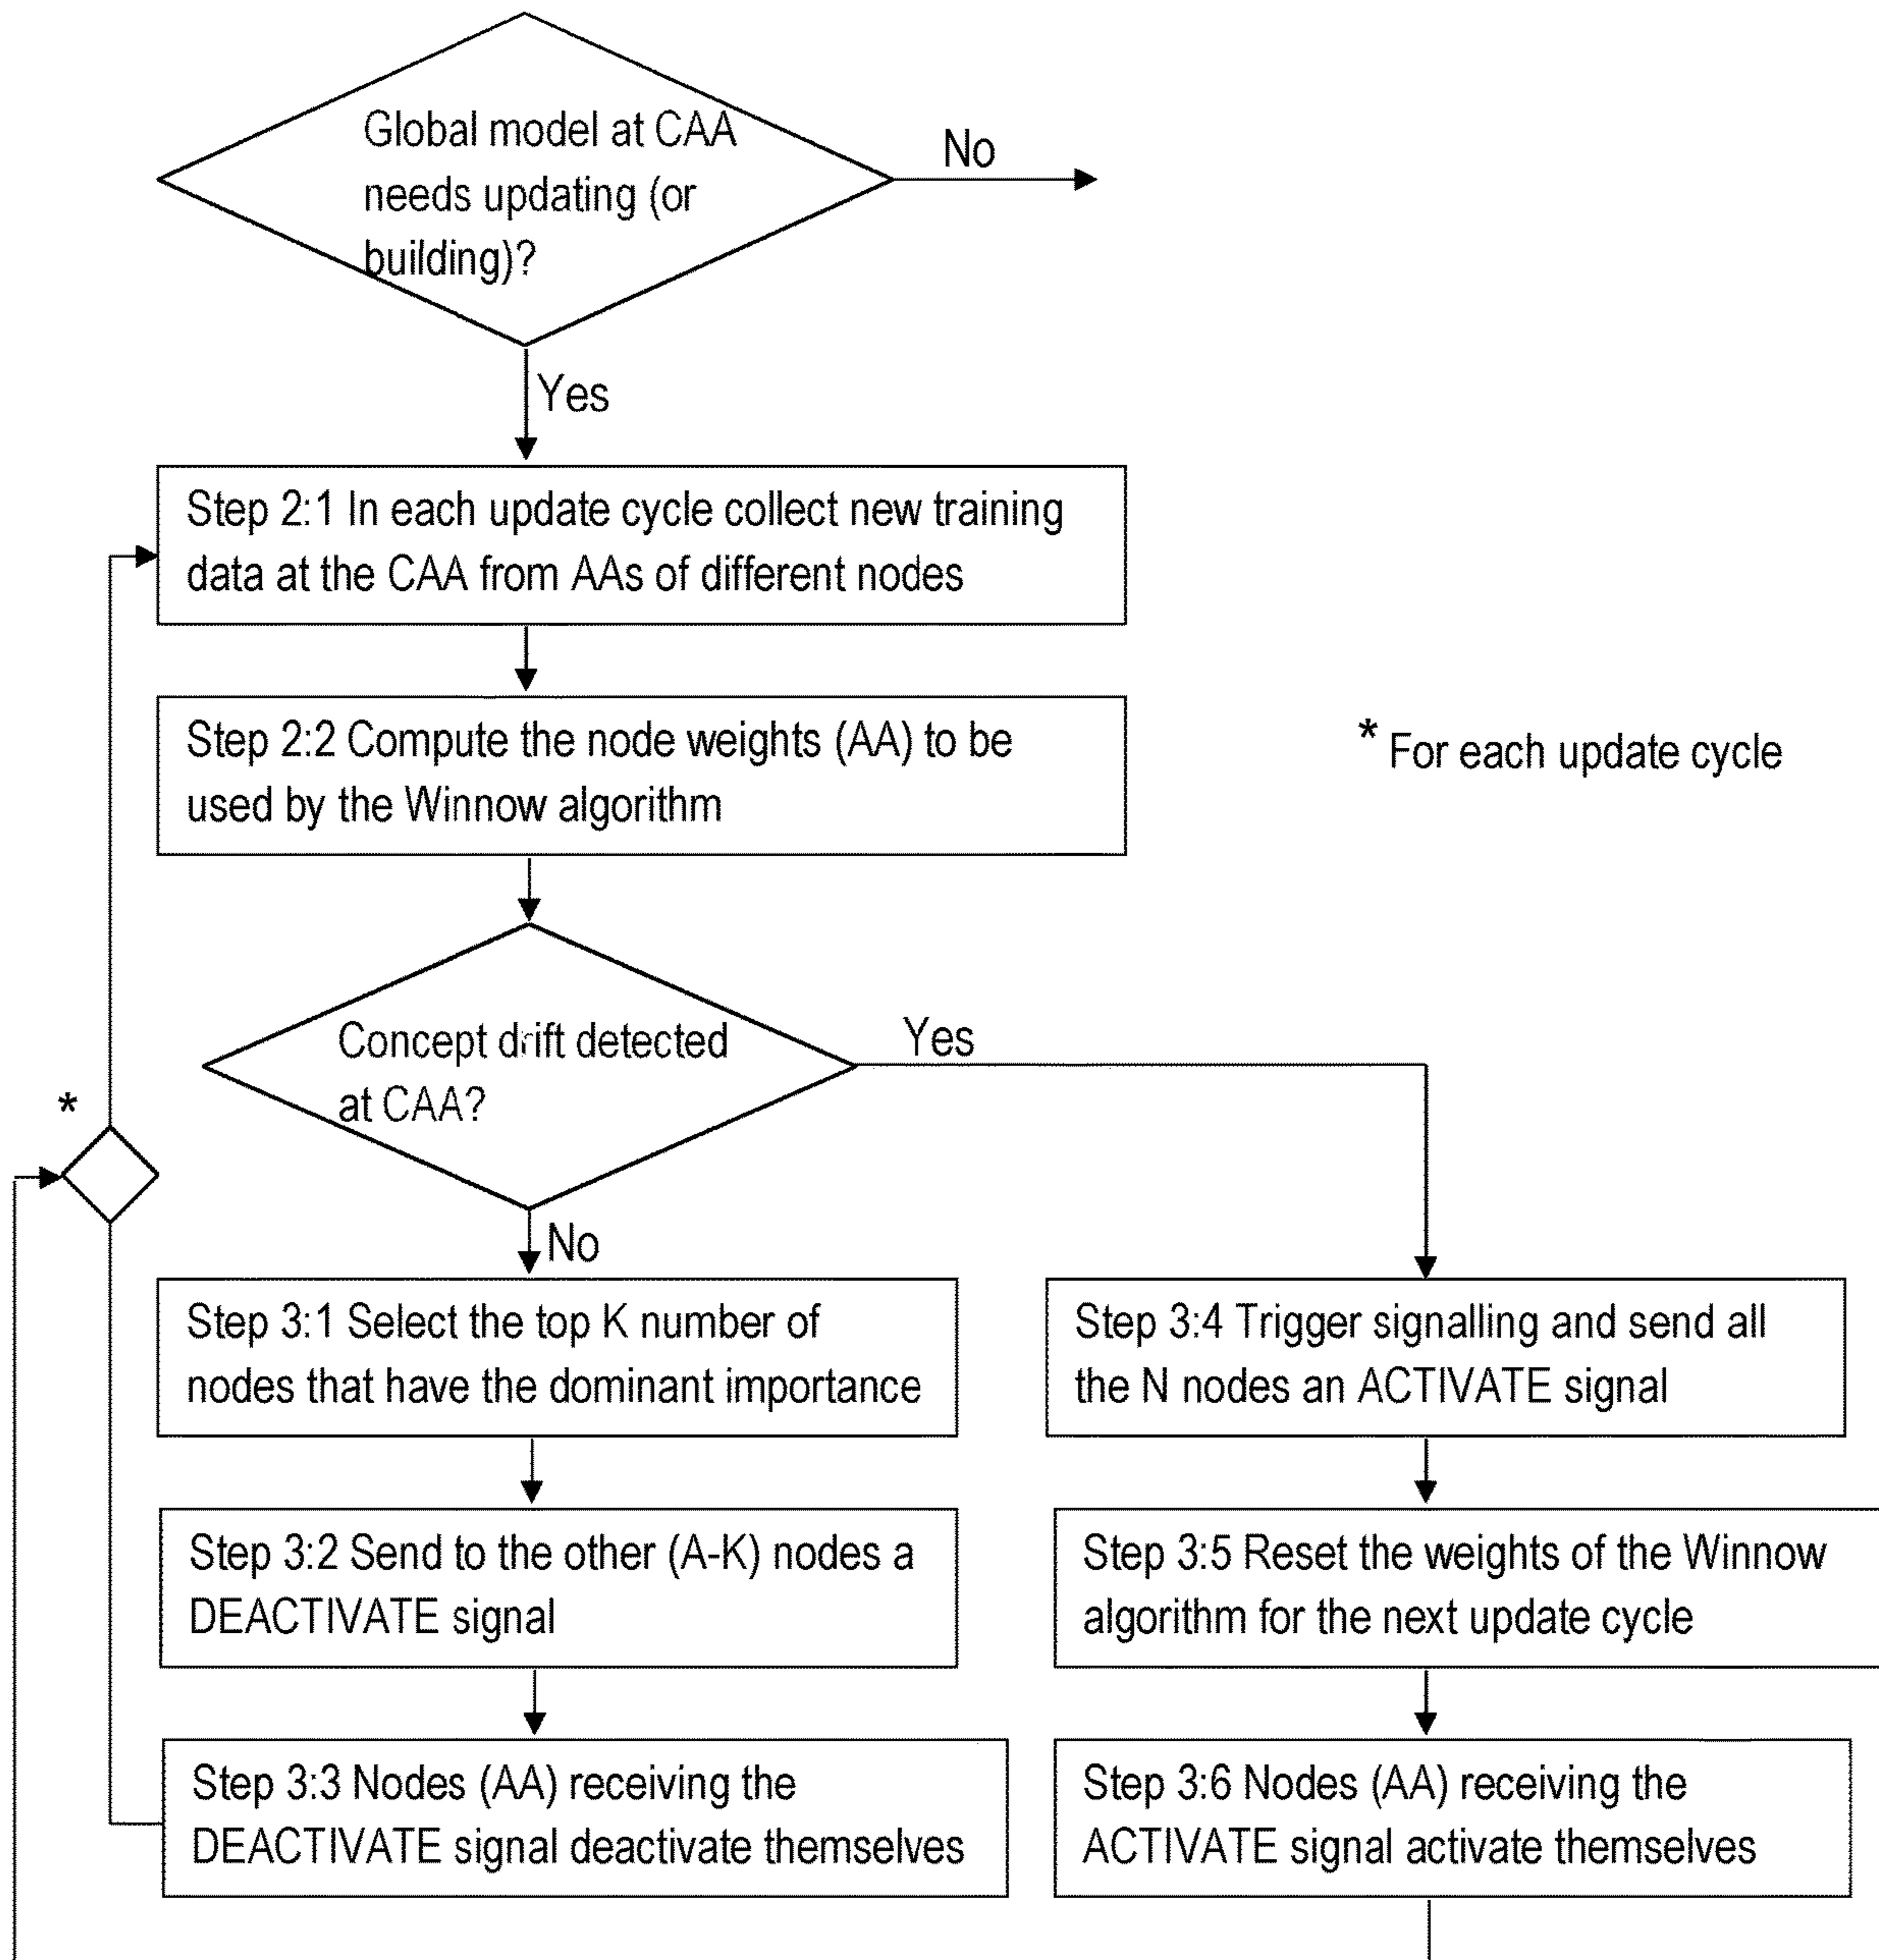 Global model at CAA
needs updating (or
building)?
No
Yes
Step 2:1 In each update cycle collect new training
data at the CAA from AAs of different nodes
Step 2:2 Compute the node weights (AA) to be
used by the Winnow algorithm
* For each update cycle
Concept drift detected
at CAA?
Yes
*
No
Step 3:1 Select the top K number of
nodes that have the dominant importance
Step 3:4 Trigger signalling and send all
the N nodes an ACTIVATE signal
Step 3:2 Send to the other (A-K) nodes a
DEACTIVATE signal
Step 3:5 Reset the weights of the Winnow
algorithm for the next update cycle
Step 3:3 Nodes (AA) receiving the
DEACTIVATE signal deactivate themselves
Step 3:6 Nodes (AA) receiving the
ACTIVATE signal activate themselves